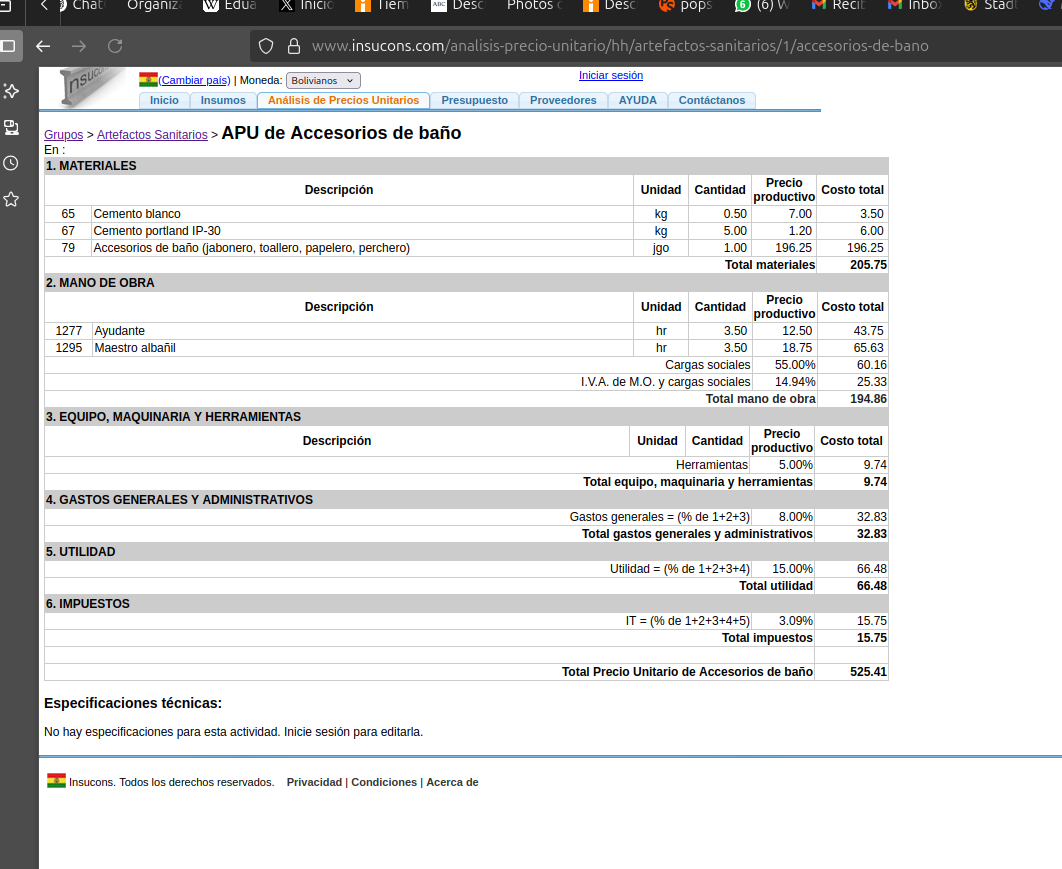 Chat Organiza Edua Inicio Tiem ABC Desc Photos Desc pops 6 (6) W Recib Inbo Stad
www.insucons.com/analisis-precio-unitario/hh/artefactos-sanitarios/1/accesorios-de-bano
Insucons
(Cambiar país) | Moneda: Bolivianos
Iniciar sesión
Inicio Insumos Análisis de Precios Unitarios Presupuesto Proveedores AYUDA Contáctanos
Grupos > Artefactos Sanitarios > APU de Accesorios de baño
En :
1. MATERIALES
Descripción Unidad Cantidad Precio productivo Costo total
65 Cemento blanco kg 0.50 7.00 3.50
67 Cemento portland IP-30 kg 5.00 1.20 6.00
79 Accesorios de baño (jabonero, toallero, papelero, perchero) jgo 1.00 196.25 196.25
Total materiales 205.75
2. MANO DE OBRA
Descripción Unidad Cantidad Precio productivo Costo total
1277 Ayudante hr 3.50 12.50 43.75
1295 Maestro albañil hr 3.50 18.75 65.63
Cargas sociales 55.00% 60.16
I.V.A. de M.O. y cargas sociales 14.94% 25.33
Total mano de obra 194.86
3. EQUIPO, MAQUINARIA Y HERRAMIENTAS
Descripción Unidad Cantidad Precio productivo Costo total
Herramientas 5.00% 9.74
Total equipo, maquinaria y herramientas 9.74
4. GASTOS GENERALES Y ADMINISTRATIVOS
Gastos generales = (% de 1+2+3) 8.00% 32.83
Total gastos generales y administrativos 32.83
5. UTILIDAD
Utilidad = (% de 1+2+3+4) 15.00% 66.48
Total utilidad 66.48
6. IMPUESTOS
IT = (% de 1+2+3+4+5) 3.09% 15.75
Total impuestos 15.75
Total Precio Unitario de Accesorios de baño 525.41
Especificaciones técnicas:
No hay especificaciones para esta actividad. Inicie sesión para editarla.
Insucons. Todos los derechos reservados. Privacidad | Condiciones | Acerca de